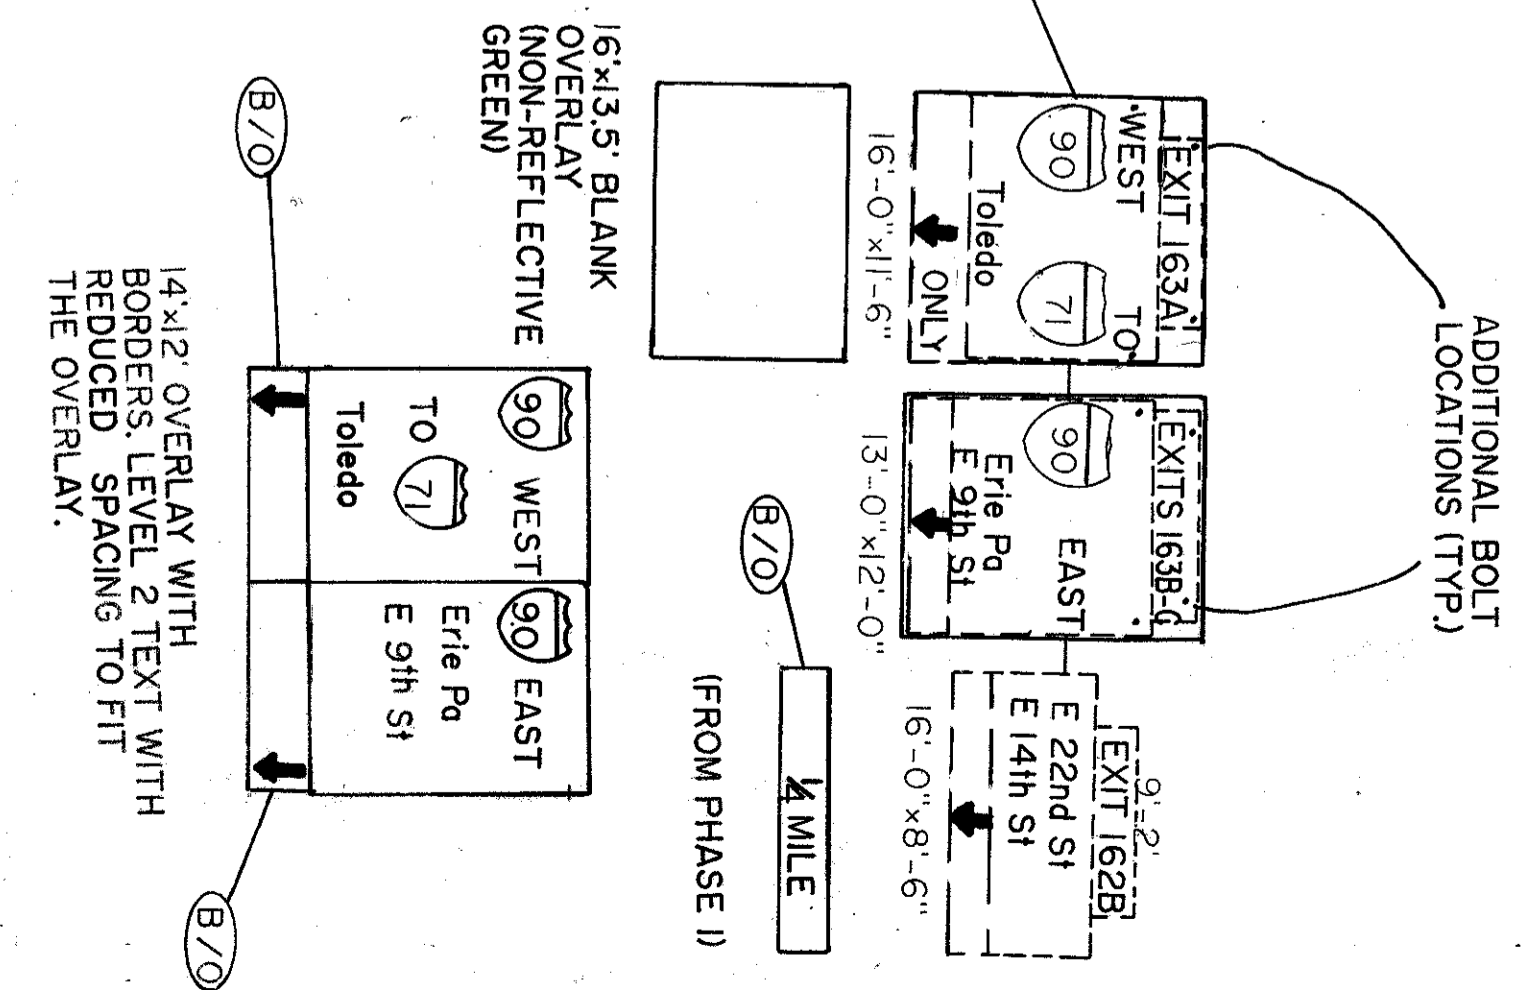 ADDITIONAL BOLT
LOCATIONS (TYP.)
EXIT 163A
WEST TO
90 71
Toledo
ONLY
16'-0"x11'-6"
EXITS 163B-G
90 EAST
Erie Pa
E 9th St
13'-0"x12'-0"
9'-2'
EXIT 162B
E 22nd St
E 14th St
16'-0"x8'-6"
16'x13.5' BLANK
OVERLAY
(NON-REFLECTIVE
GREEN)
B/O
1/4 MILE
(FROM PHASE I)
90 WEST
TO 71
Toledo
90 EAST
Erie Pa
E 9th St
B/O
B/O
14'x12' OVERLAY WITH
BORDERS. LEVEL 2 TEXT WITH
REDUCED SPACING TO FIT
THE OVERLAY.